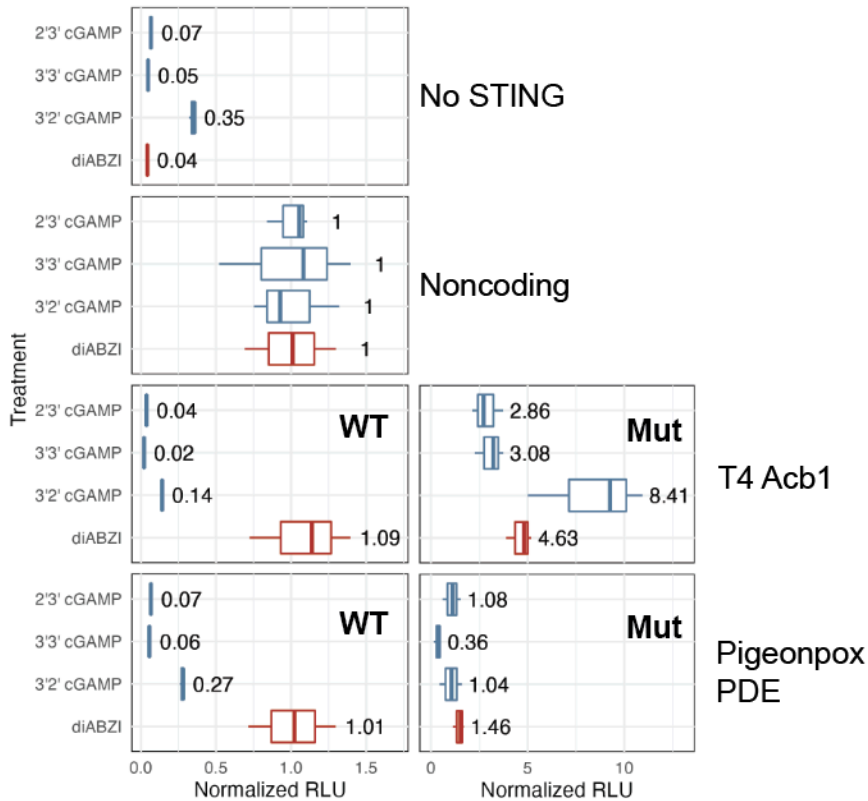 2'3' cGAMP
0.07
3'3' cGAMP
0.05
No STING
3'2' cGAMP
0.35
diABZI
0.04
2'3' cGAMP
1
3'3' cGAMP
1
Noncoding
3'2' cGAMP
1
diABZI
1
Treatment
2'3' cGAMP
0.04
WT
2.86
Mut
3'3' cGAMP
0.02
3.08
T4 Acb1
3'2' cGAMP
0.14
8.41
diABZI
1.09
4.63
2'3' cGAMP
0.07
WT
1.08
Mut
3'3' cGAMP
0.06
0.36
Pigeonpox
PDE
3'2' cGAMP
0.27
1.04
diABZI
1.01
1.46
0.0 0.5 1.0 1.5
0 5 10
Normalized RLU
Normalized RLU